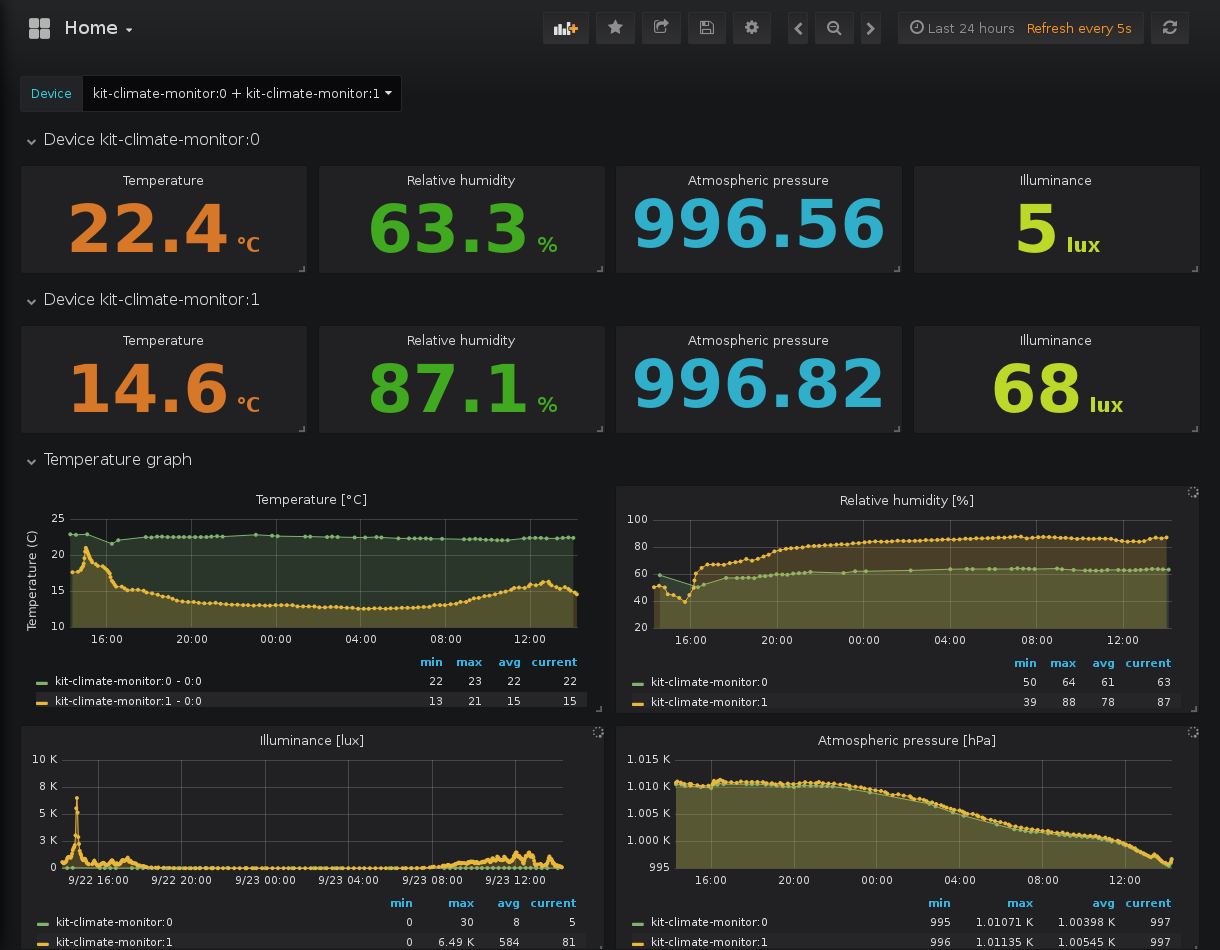 Home
Last 24 hours Refresh every 5s
Device kit-climate-monitor:0 + kit-climate-monitor:1
Device kit-climate-monitor:0
Temperature Relative humidity Atmospheric pressure Illuminance
22.4 °C 63.3 % 996.56 5 lux
Device kit-climate-monitor:1
Temperature Relative humidity Atmospheric pressure Illuminance
14.6 °C 87.1 % 996.82 68 lux
Temperature graph
Temperature [°C]
Temperature (C)
25
20
15
10
16:00 20:00 00:00 04:00 08:00 12:00
min max avg current
kit-climate-monitor:0 - 0:0 22 23 22 22
kit-climate-monitor:1 - 0:0 13 21 15 15
Relative humidity [%]
100
80
60
40
20
16:00 20:00 00:00 04:00 08:00 12:00
min max avg current
kit-climate-monitor:0 50 64 61 63
kit-climate-monitor:1 39 88 78 87
Illuminance [lux]
10 K
8 K
5 K
3 K
0
9/22 16:00 9/22 20:00 9/23 00:00 9/23 04:00 9/23 08:00 9/23 12:00
min max avg current
kit-climate-monitor:0 0 30 8 5
kit-climate-monitor:1 0 6.49 K 584 81
Atmospheric pressure [hPa]
1.015 K
1.010 K
1.005 K
1.000 K
995
16:00 20:00 00:00 04:00 08:00 12:00
min max avg current
kit-climate-monitor:0 995 1.01071 K 1.00398 K 997
kit-climate-monitor:1 996 1.01135 K 1.00545 K 997